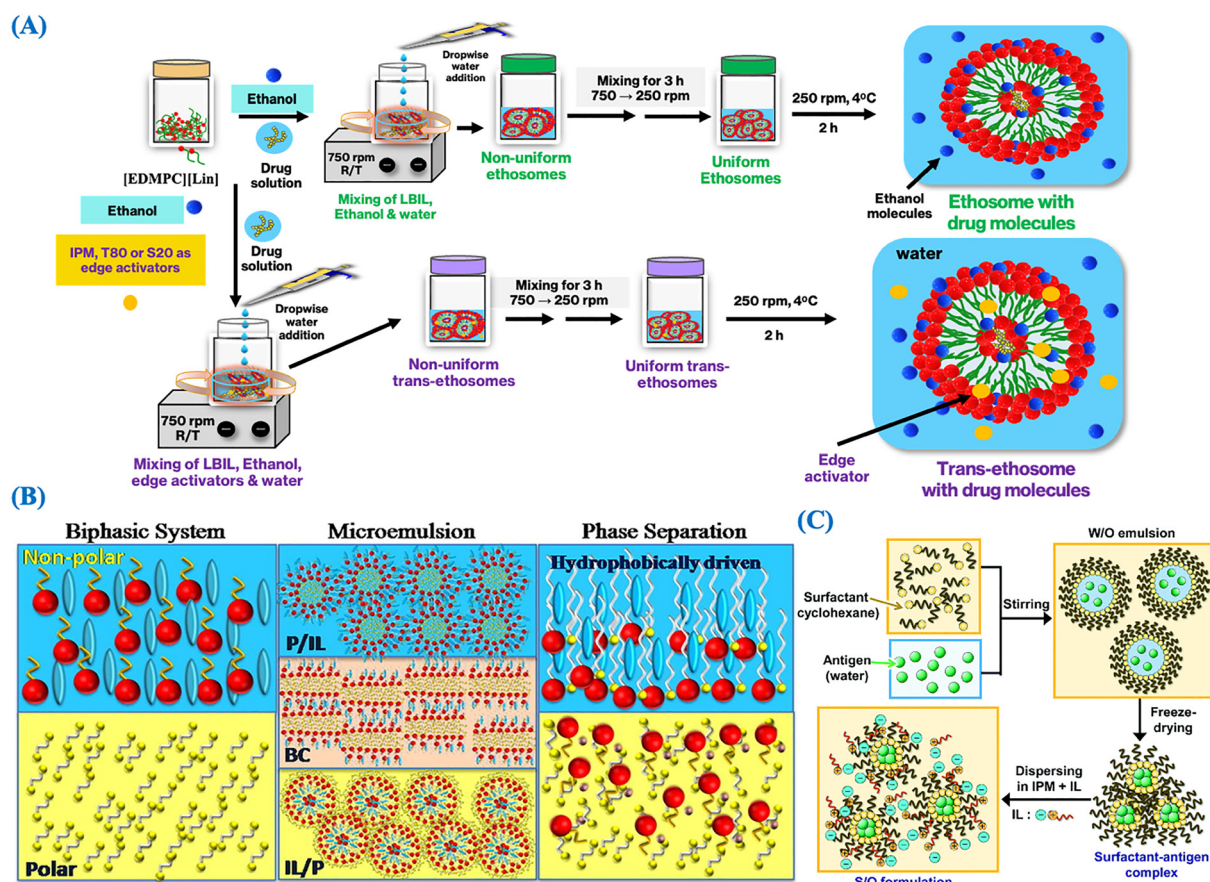 (A)
[EDMPC][Lin]
Ethanol
Drug
solution
Dropwise
water
addition
750 rpm
R/T
Mixing of LBIL,
Ethanol & water
Non-uniform
ethosomes
Mixing for 3 h
750 → 250 rpm
Uniform
Ethosomes
250 rpm, 4°C
2 h
Ethanol
molecules
Ethosome with
drug molecules
Ethanol
IPM, T80 or S20 as
edge activators
Drug
solution
Dropwise
water
addition
750 rpm
R/T
Mixing of LBIL, Ethanol,
edge activators & water
Non-uniform
trans-ethosomes
Mixing for 3 h
750 → 250 rpm
Uniform trans-
ethosomes
250 rpm, 4°C
2 h
water
Edge
activator
Trans-ethosome
with drug molecules
(B)
Biphasic System
Non-polar
Polar
Microemulsion
P/IL
BC
IL/P
Phase Separation
Hydrophobically driven
(C)
Surfactant
cyclohexane)
Antigen
(water)
Stirring
W/O emulsion
Freeze-
drying
Surfactant-antigen
complex
Dispersing
in IPM + IL
IL :
S/O formulation